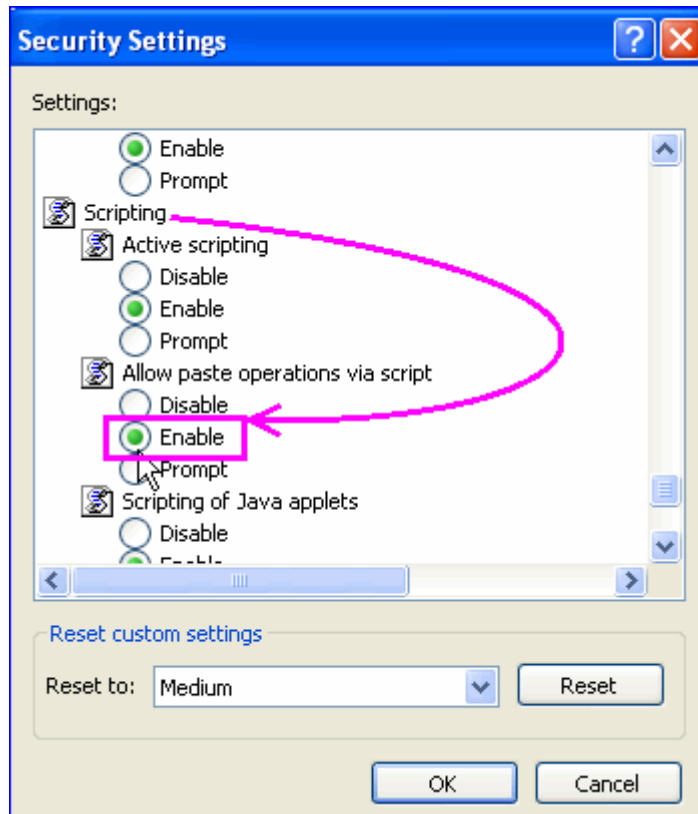 Security Settings
Settings:
Enable
Prompt
Scripting
Active scripting
Disable
Enable
Prompt
Allow paste operations via script
Disable
Enable
Prompt
Scripting of Java applets
Disable
Enable
Reset custom settings
Reset to: Medium Reset
OK Cancel